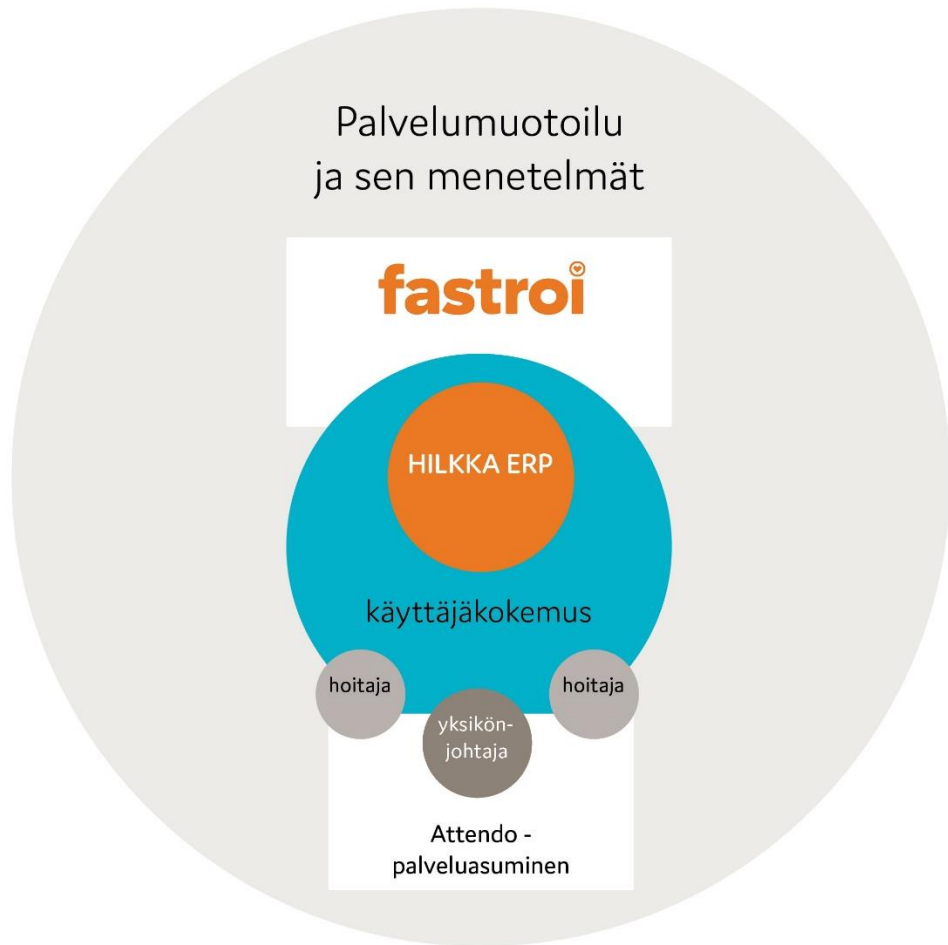 Palvelumuotoilu
ja sen menetelmät
fastroi
HILKKA ERP
käyttäjäkokemus
hoitaja
hoitaja
yksikön-
johtaja
Attendo -
palveluasuminen